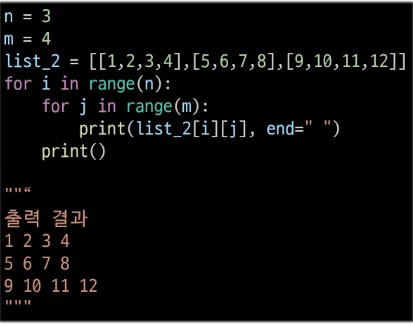 n = 3
m = 4
list_2 = [[1,2,3,4],[5,6,7,8],[9,10,11,12]]
for i in range(n):
    for j in range(m):
        print(list_2[i][j], end=" ")
    print()

""“
출력 결과
1 2 3 4
5 6 7 8
9 10 11 12
"""